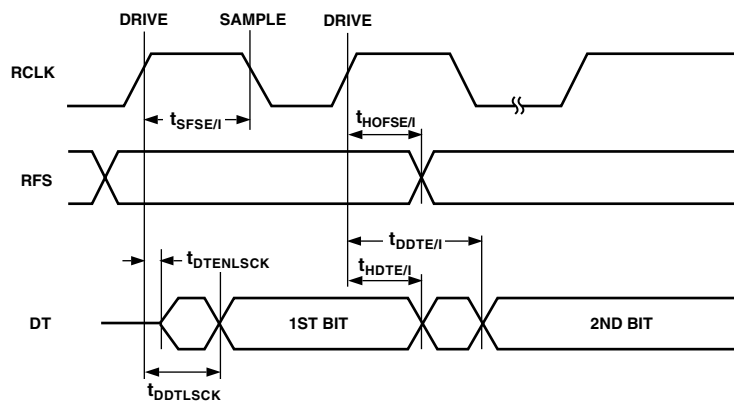 DRIVE SAMPLE DRIVE
RCLK
tSFSE/I
tHOFSE/I
RFS
tDDTE/I
tDTENLSCK
tHDTE/I
DT
1ST BIT
2ND BIT
tDDTLSCK